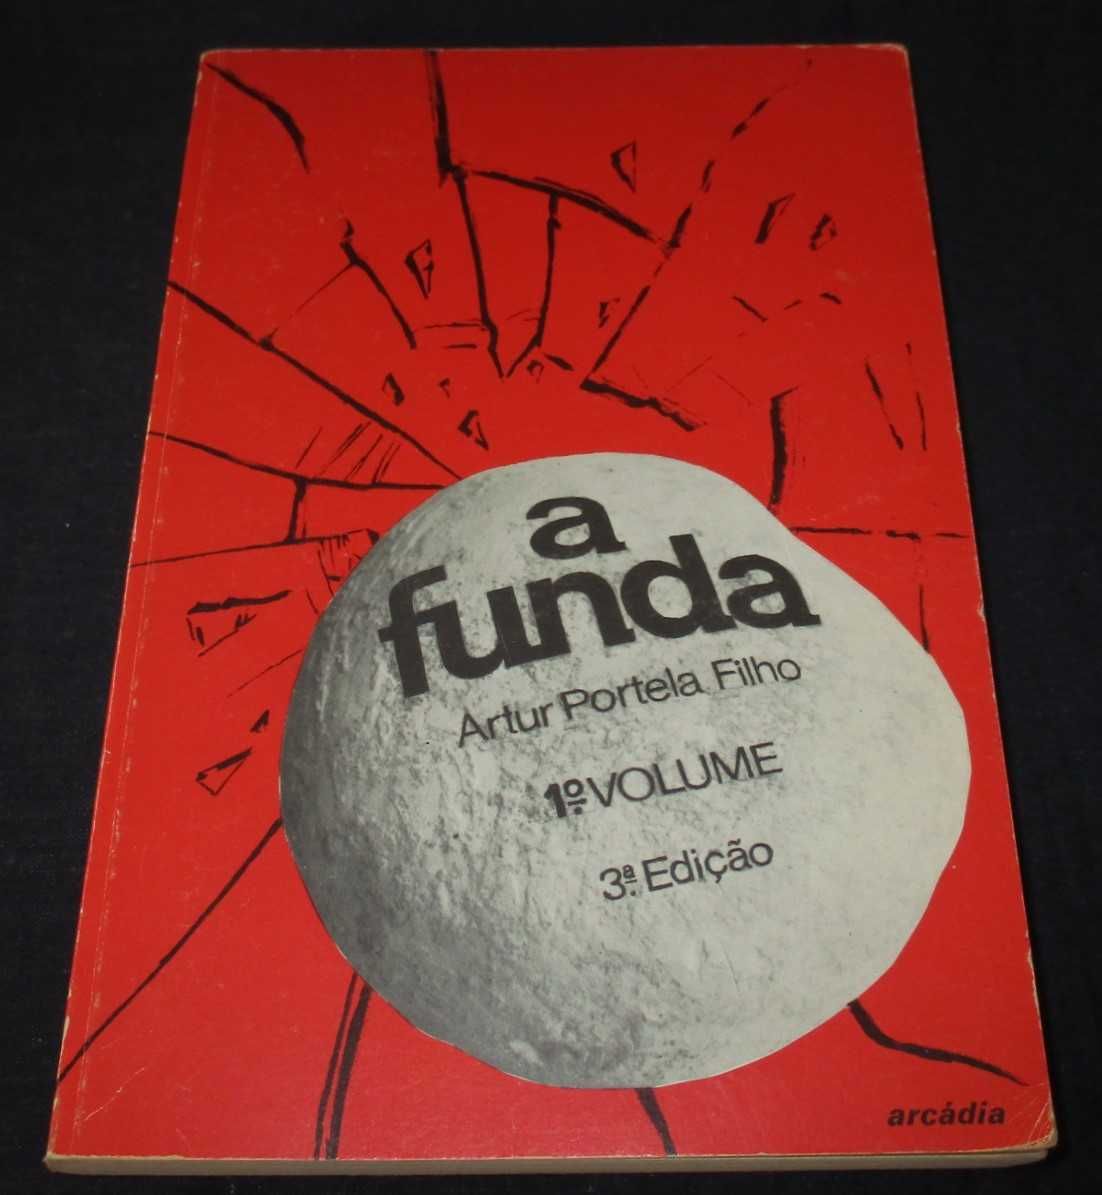 a
funda
Artur Portela Filho
1º. VOLUME
3ª. Edição
arcádia